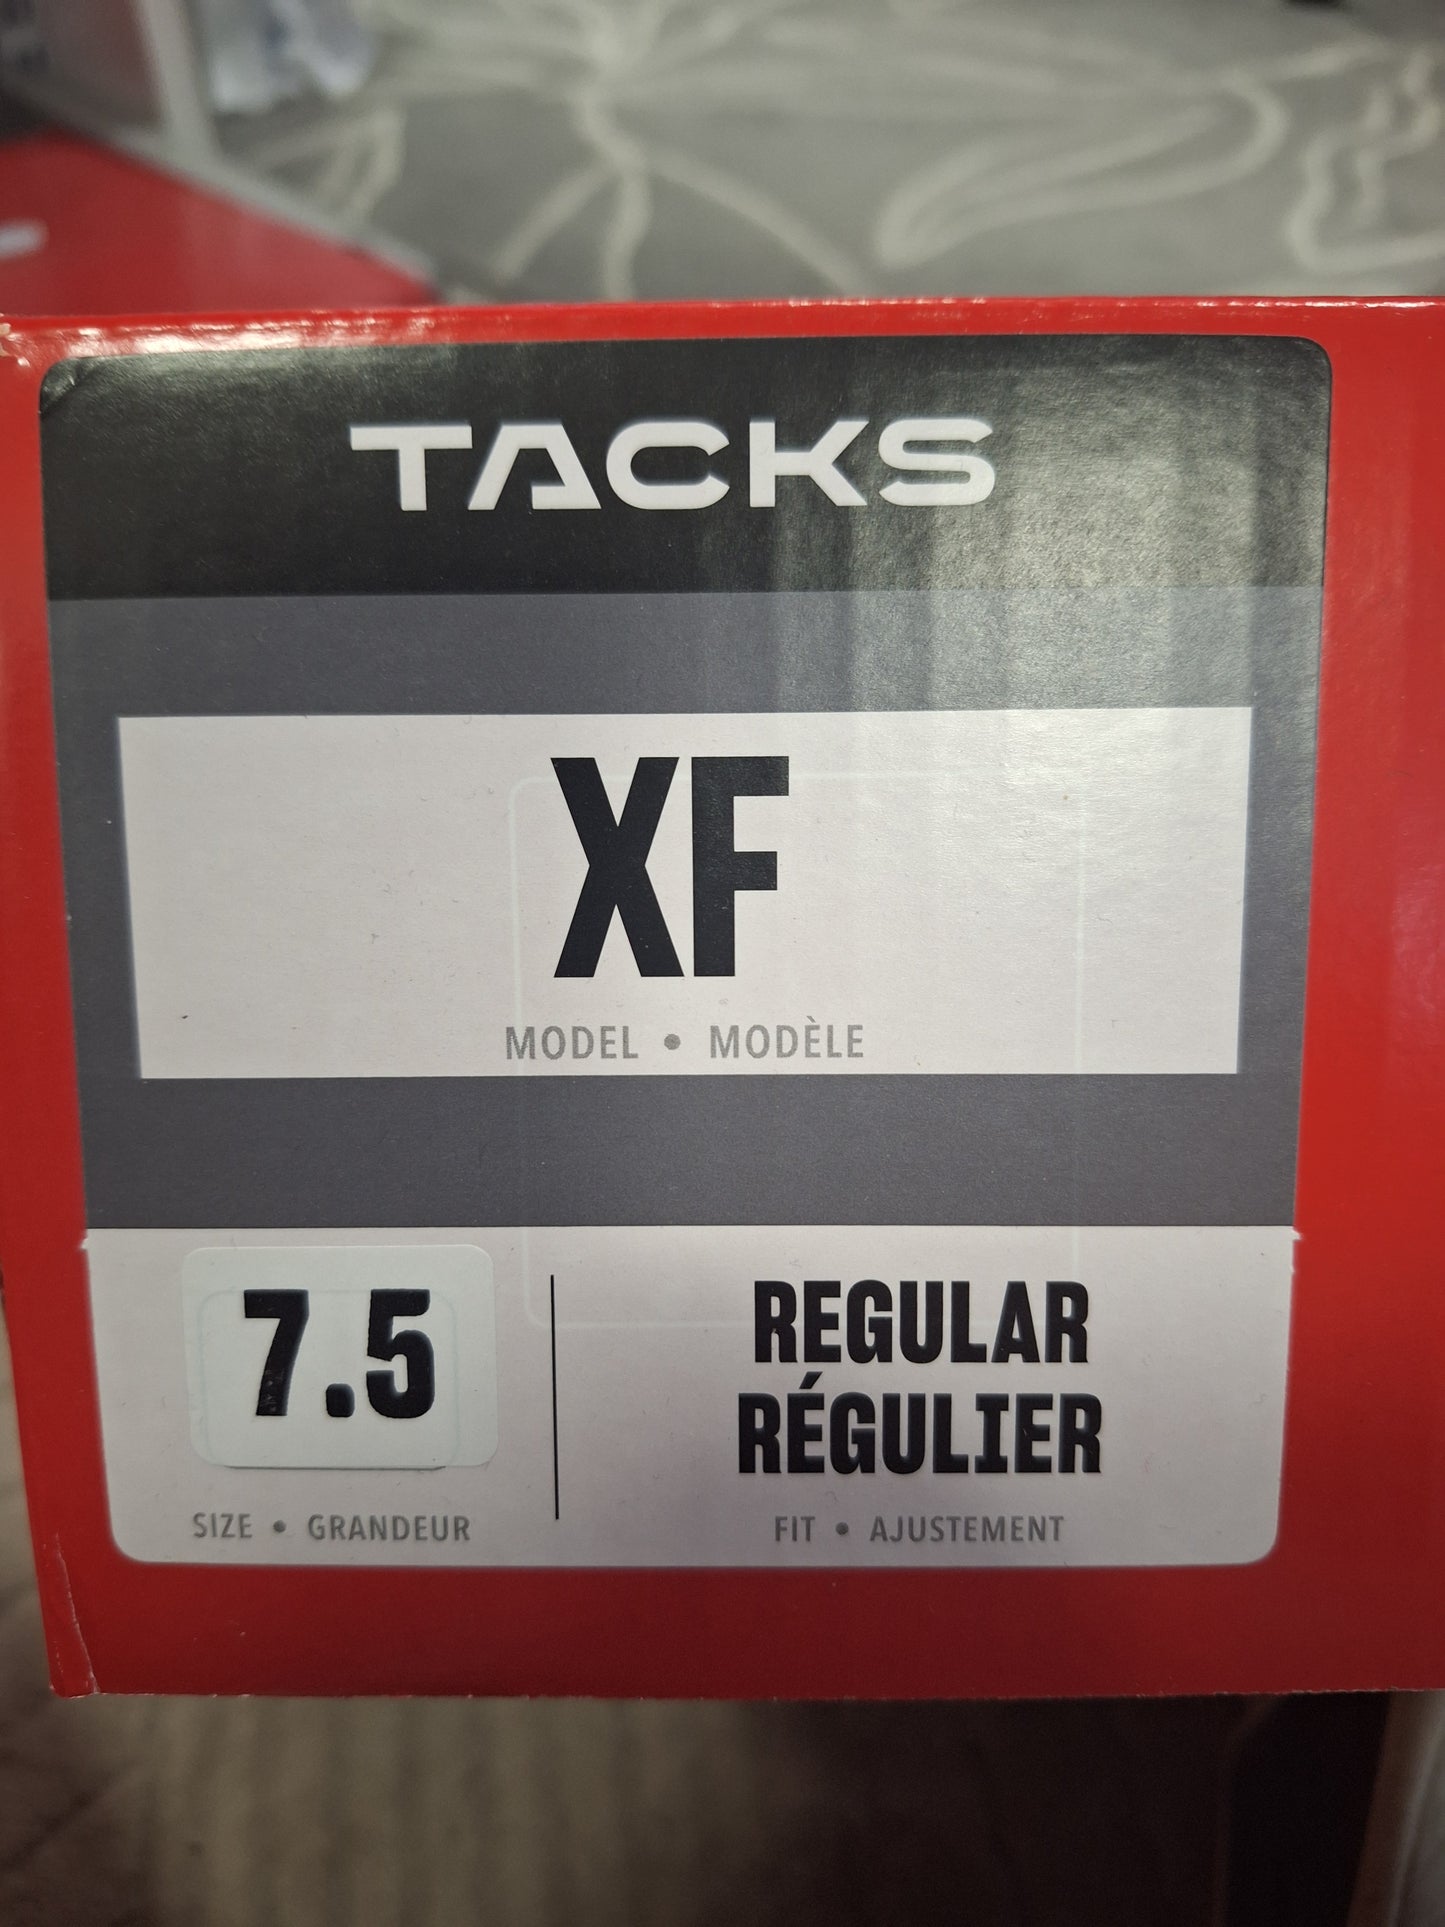 TACKS
XF
MODEL • MODÈLE
7.5
SIZE • GRANDEUR
REGULAR
RÉGULIER
FIT • AJUSTEMENT